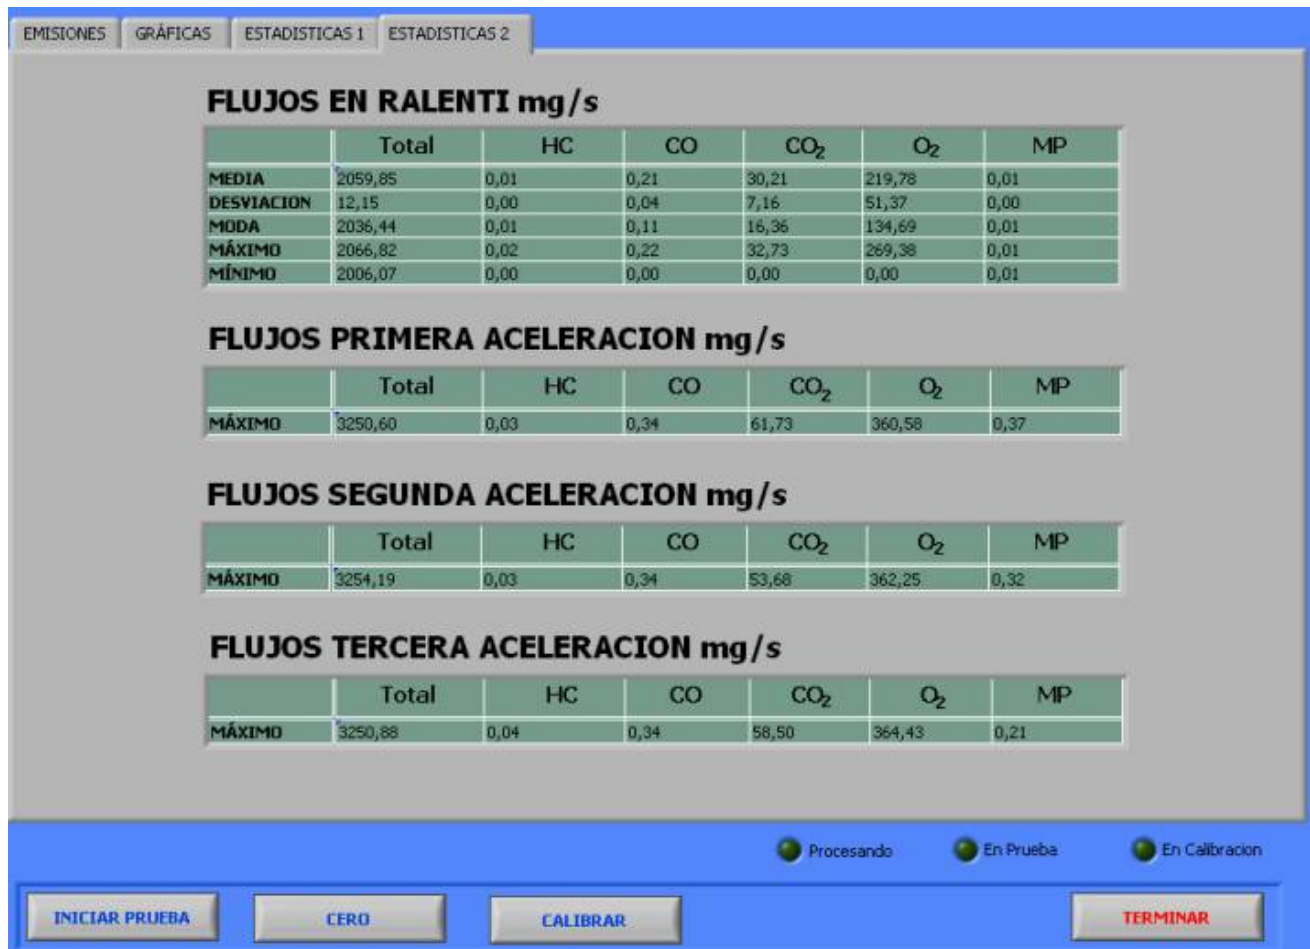 EMISIONES GRÁFICAS ESTADISTICAS 1 ESTADISTICAS 2
FLUJOS EN RALENTI mg/s
Total HC CO CO₂ O₂ MP
MEDIA 2059,85 0,01 0,21 30,21 219,78 0,01
DESVIACION 12,15 0,00 0,04 7,16 51,37 0,00
MODA 2036,44 0,01 0,11 16,36 134,69 0,01
MÁXIMO 2066,82 0,02 0,22 32,73 269,38 0,01
MÍNIMO 2006,07 0,00 0,00 0,00 0,00 0,01
FLUJOS PRIMERA ACELERACION mg/s
Total HC CO CO₂ O₂ MP
MÁXIMO 3250,60 0,03 0,34 61,73 360,58 0,37
FLUJOS SEGUNDA ACELERACION mg/s
Total HC CO CO₂ O₂ MP
MÁXIMO 3254,19 0,03 0,34 53,68 362,25 0,32
FLUJOS TERCERA ACELERACION mg/s
Total HC CO CO₂ O₂ MP
MÁXIMO 3250,88 0,04 0,34 58,50 364,43 0,21
Procesando En Prueba En Calibracion
INICIAR PRUEBA CERO CALIBRAR TERMINAR